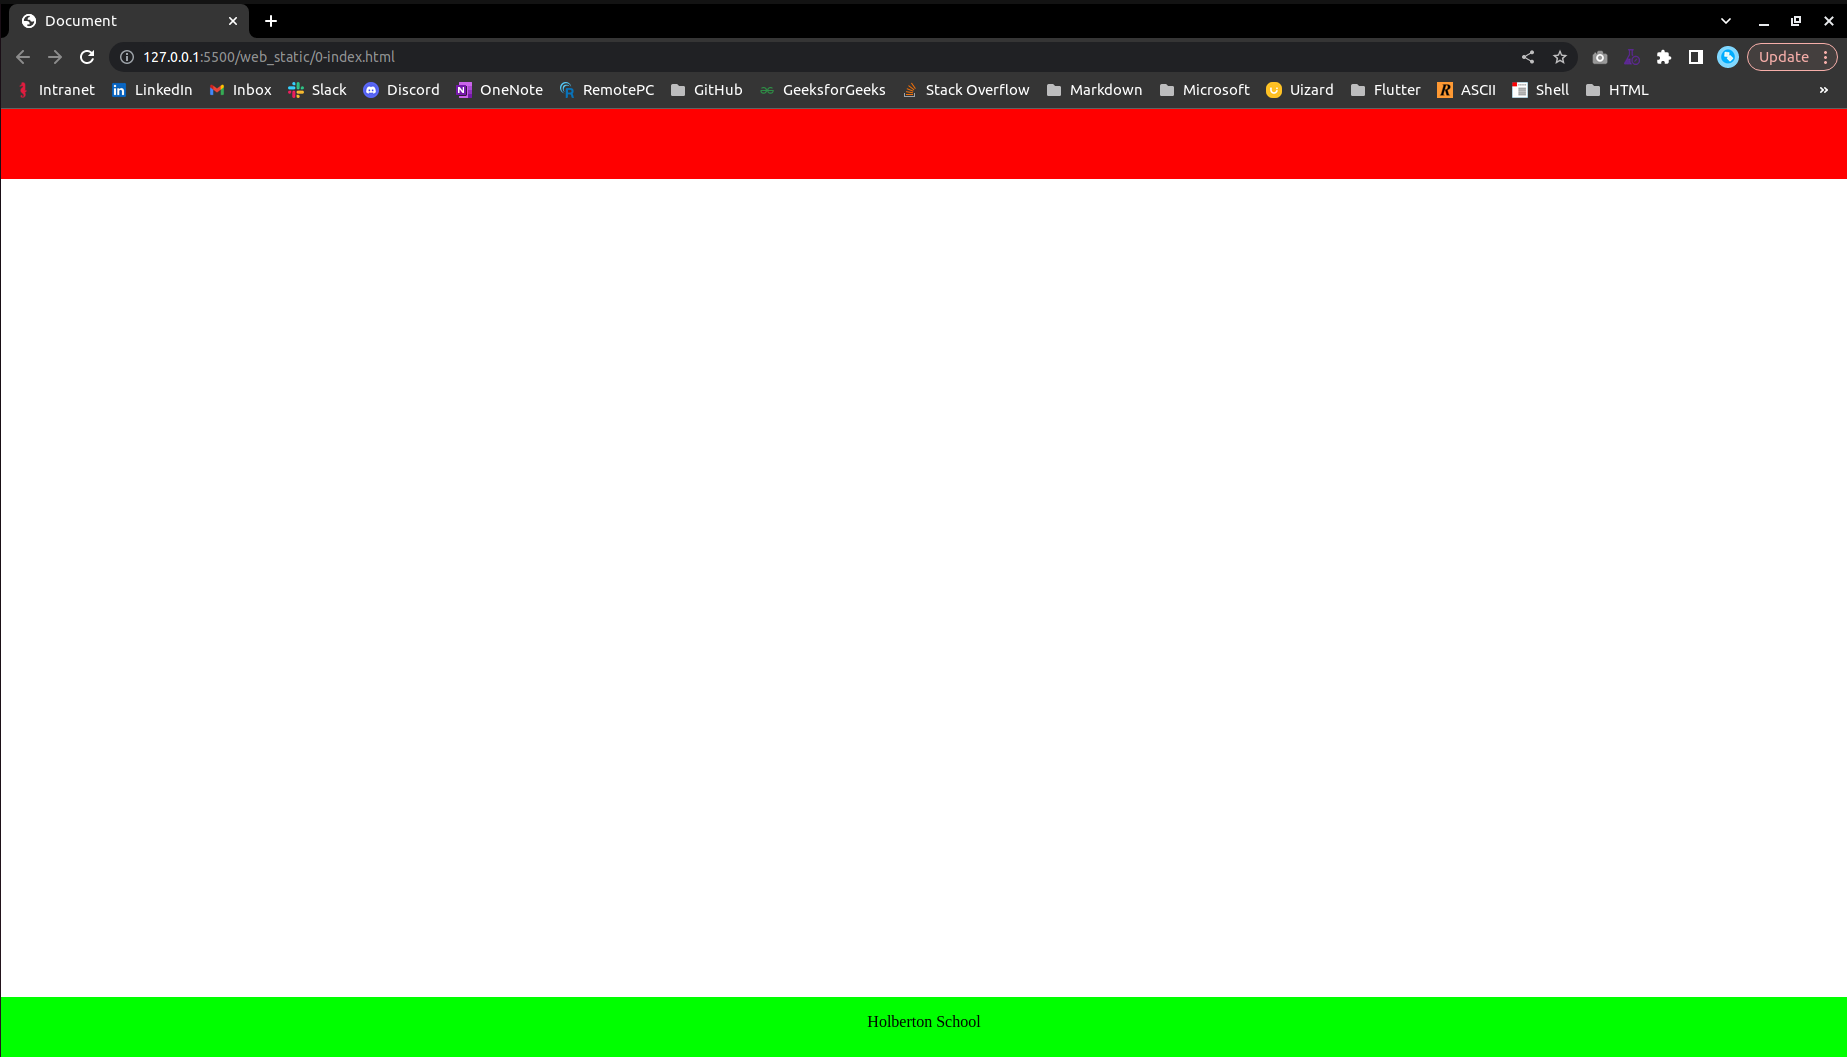 Document
127.0.0.1:5500/web_static/0-index.html
Update
Intranet LinkedIn Inbox Slack Discord OneNote RemotePC GitHub GeeksforGeeks Stack Overflow Markdown Microsoft Uizard Flutter ASCII Shell HTML »
Holberton School